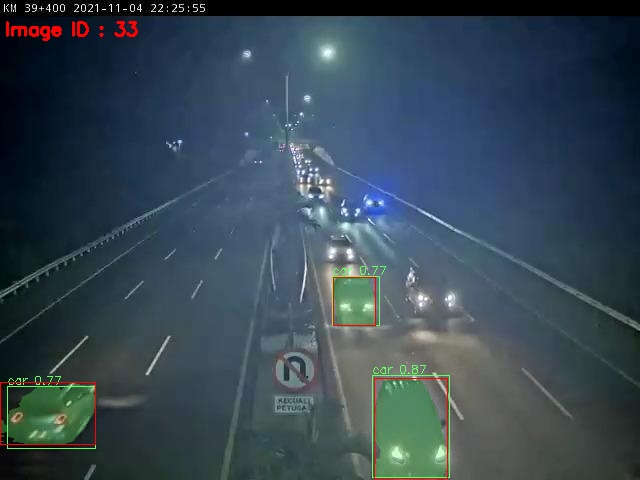 KM 39+400 2021-11-04 22:25:55
Image ID : 33
car 0.77
car 0.87
car 0.77
KECUALI
PETUGAS